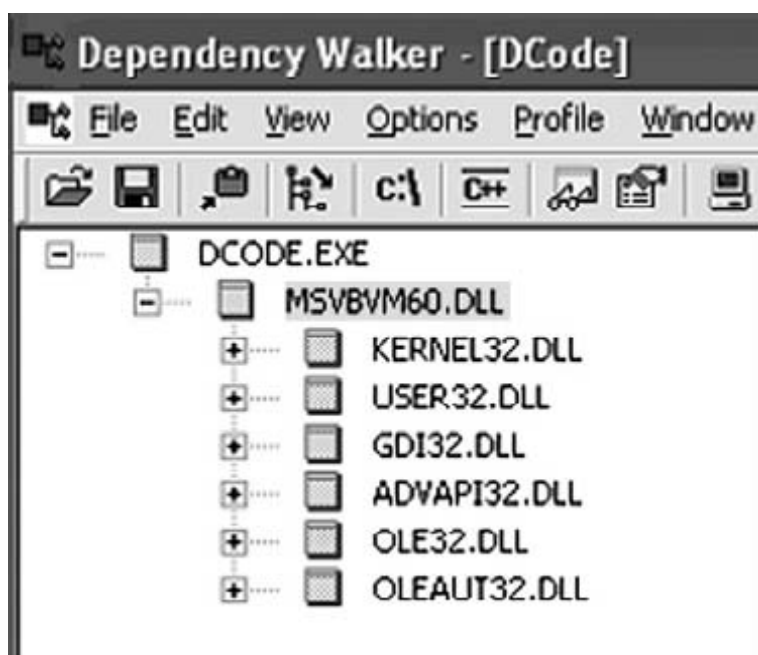 Dependency Walker - [DCode]
File Edit View Options Profile Window
c:\ C++
DCODE.EXE
MSVBVM60.DLL
KERNEL32.DLL
USER32.DLL
GDI32.DLL
ADVAPI32.DLL
OLE32.DLL
OLEAUT32.DLL